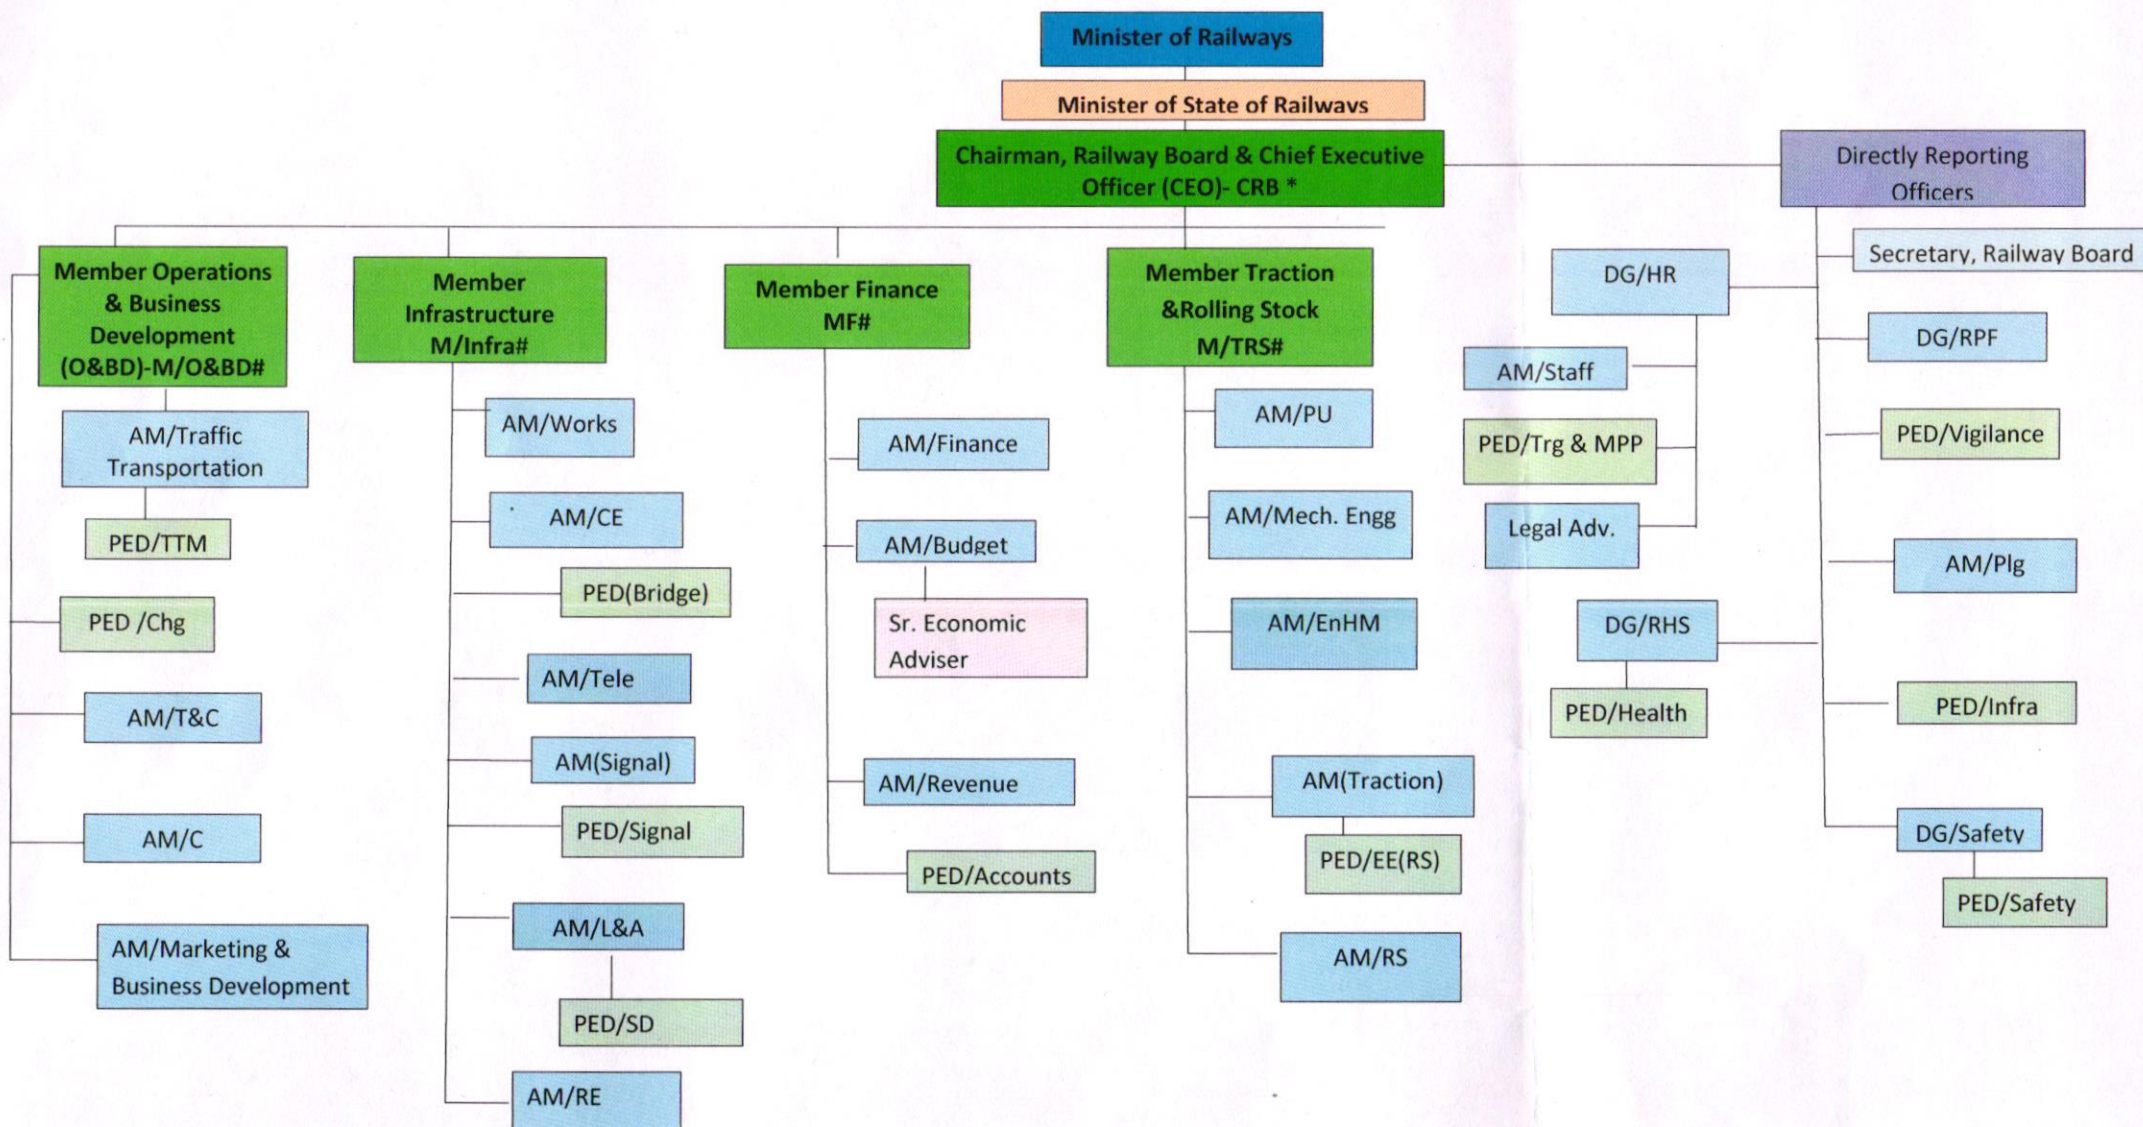 Minister of Railways
Minister of State of Railways
Chairman, Railway Board & Chief Executive
Officer (CEO)- CRB *
Directly Reporting
Officers
Member Operations
& Business
Development
(O&BD)-M/O&BD#
AM/Traffic
Transportation
PED/TTM
PED /Chg
AM/T&C
AM/C
AM/Marketing &
Business Development
Member
Infrastructure
M/Infra#
AM/Works
AM/CE
PED(Bridge)
AM/Tele
AM(Signal)
PED/Signal
AM/L&A
PED/SD
AM/RE
Member Finance
MF#
AM/Finance
AM/Budget
Sr. Economic
Adviser
AM/Revenue
PED/Accounts
Member Traction
&Rolling Stock
M/TRS#
AM/PU
AM/Mech. Engg
AM/EnHM
AM(Traction)
PED/EE(RS)
AM/RS
DG/HR
AM/Staff
PED/Trg & MPP
Legal Adv.
DG/RHS
PED/Health
Secretary, Railway Board
DG/RPF
PED/Vigilance
AM/Plg
PED/Infra
DG/Safety
PED/Safety